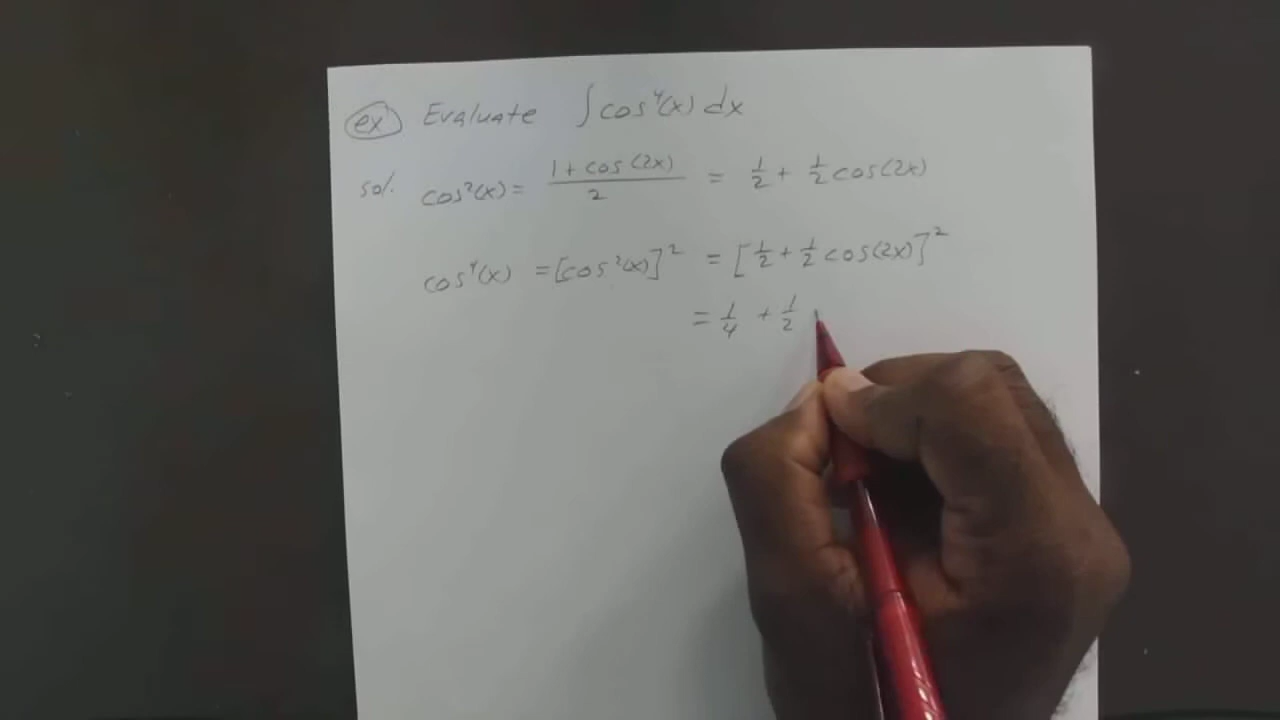 ex Evaluate ∫cos⁴(x) dx
sol. cos²(x) = (1 + cos(2x))/2 = 1/2 + 1/2 cos(2x)
cos⁴(x) = [cos²(x)]² = [1/2 + 1/2 cos(2x)]²
= 1/4 + 1/2